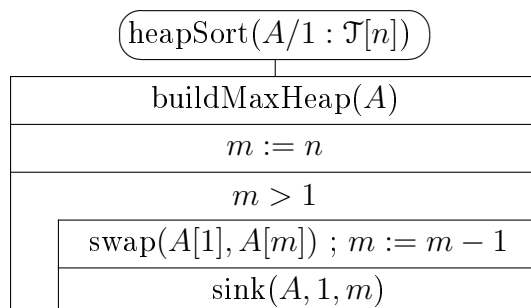 heapSort(A/1 : 𝒯[n])
buildMaxHeap(A)
m := n
m > 1
swap(A[1], A[m]) ; m := m − 1
sink(A, 1, m)